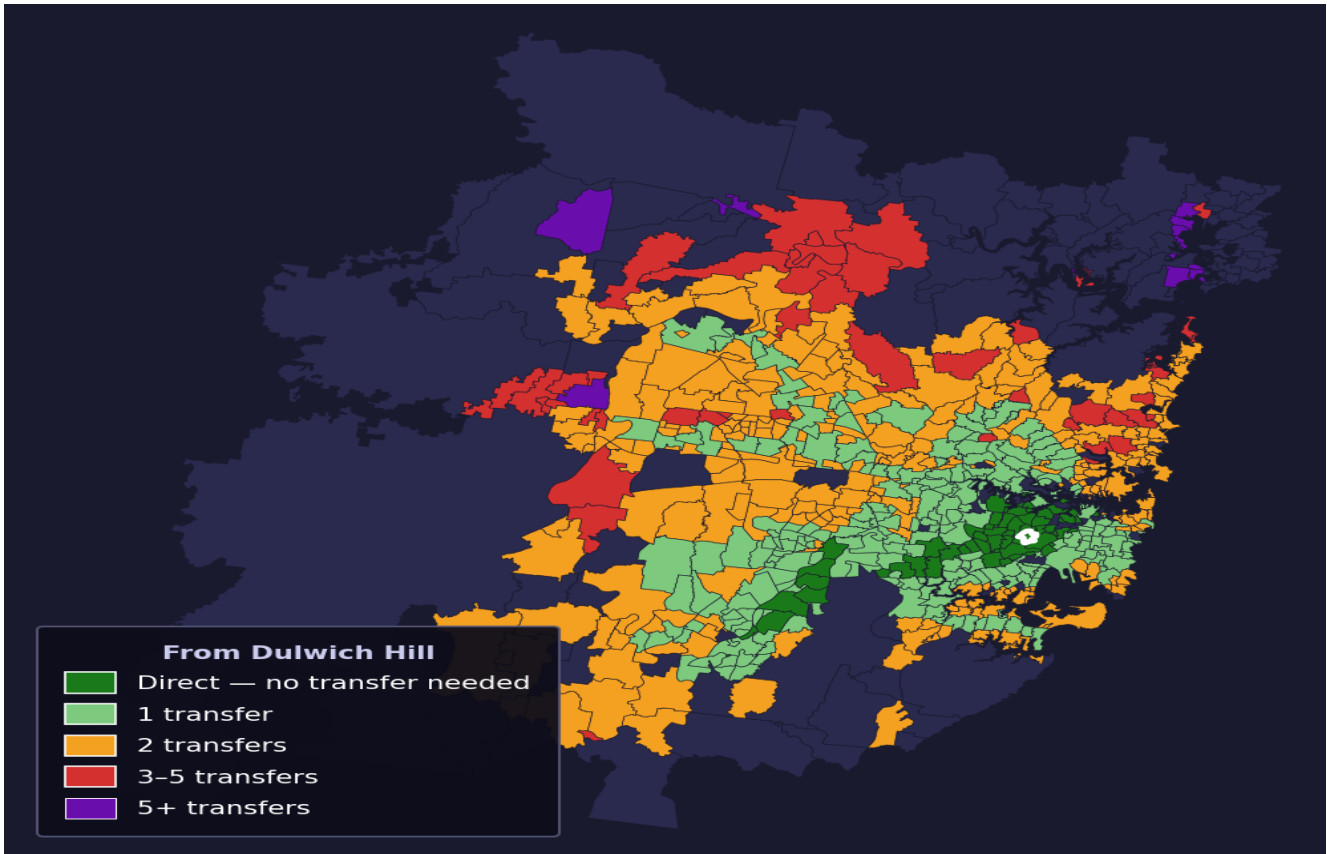 From Dulwich Hill
Direct — no transfer needed
1 transfer
2 transfers
3–5 transfers
5+ transfers